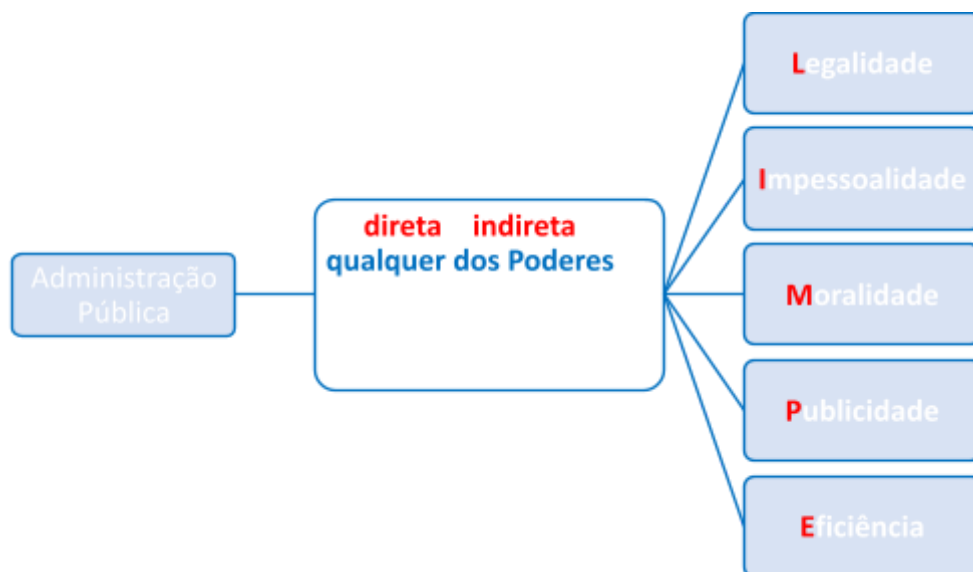 Administração
Pública
direta indireta
qualquer dos Poderes
Legalidade
Impessoalidade
Moralidade
Publicidade
Eficiência